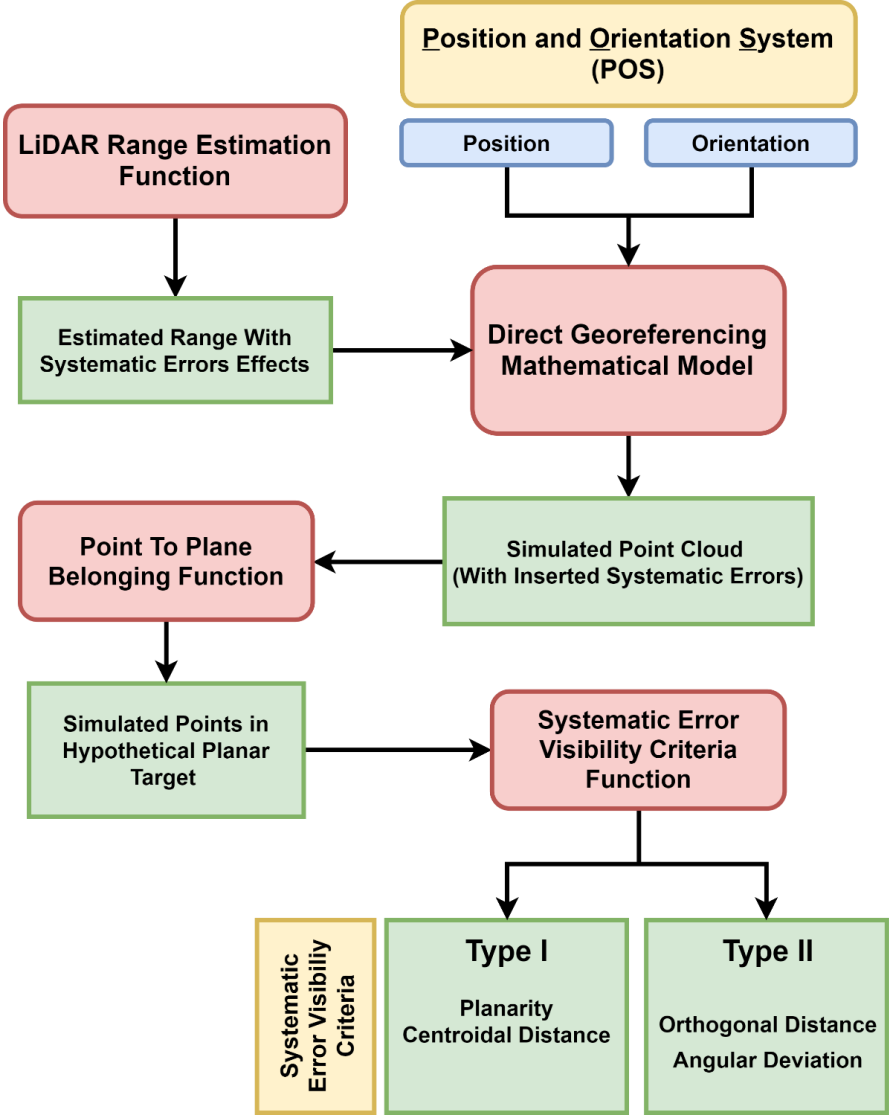 Position and Orientation System
(POS)
Position
Orientation
LiDAR Range Estimation
Function
Estimated Range With
Systematic Errors Effects
Direct Georeferencing
Mathematical Model
Simulated Point Cloud
(With Inserted Systematic Errors)
Point To Plane
Belonging Function
Simulated Points in
Hypothetical Planar
Target
Systematic Error
Visibility Criteria
Function
Systematic
Error Visibiliy
Criteria
Type I
Planarity
Centroidal Distance
Type II
Orthogonal Distance
Angular Deviation